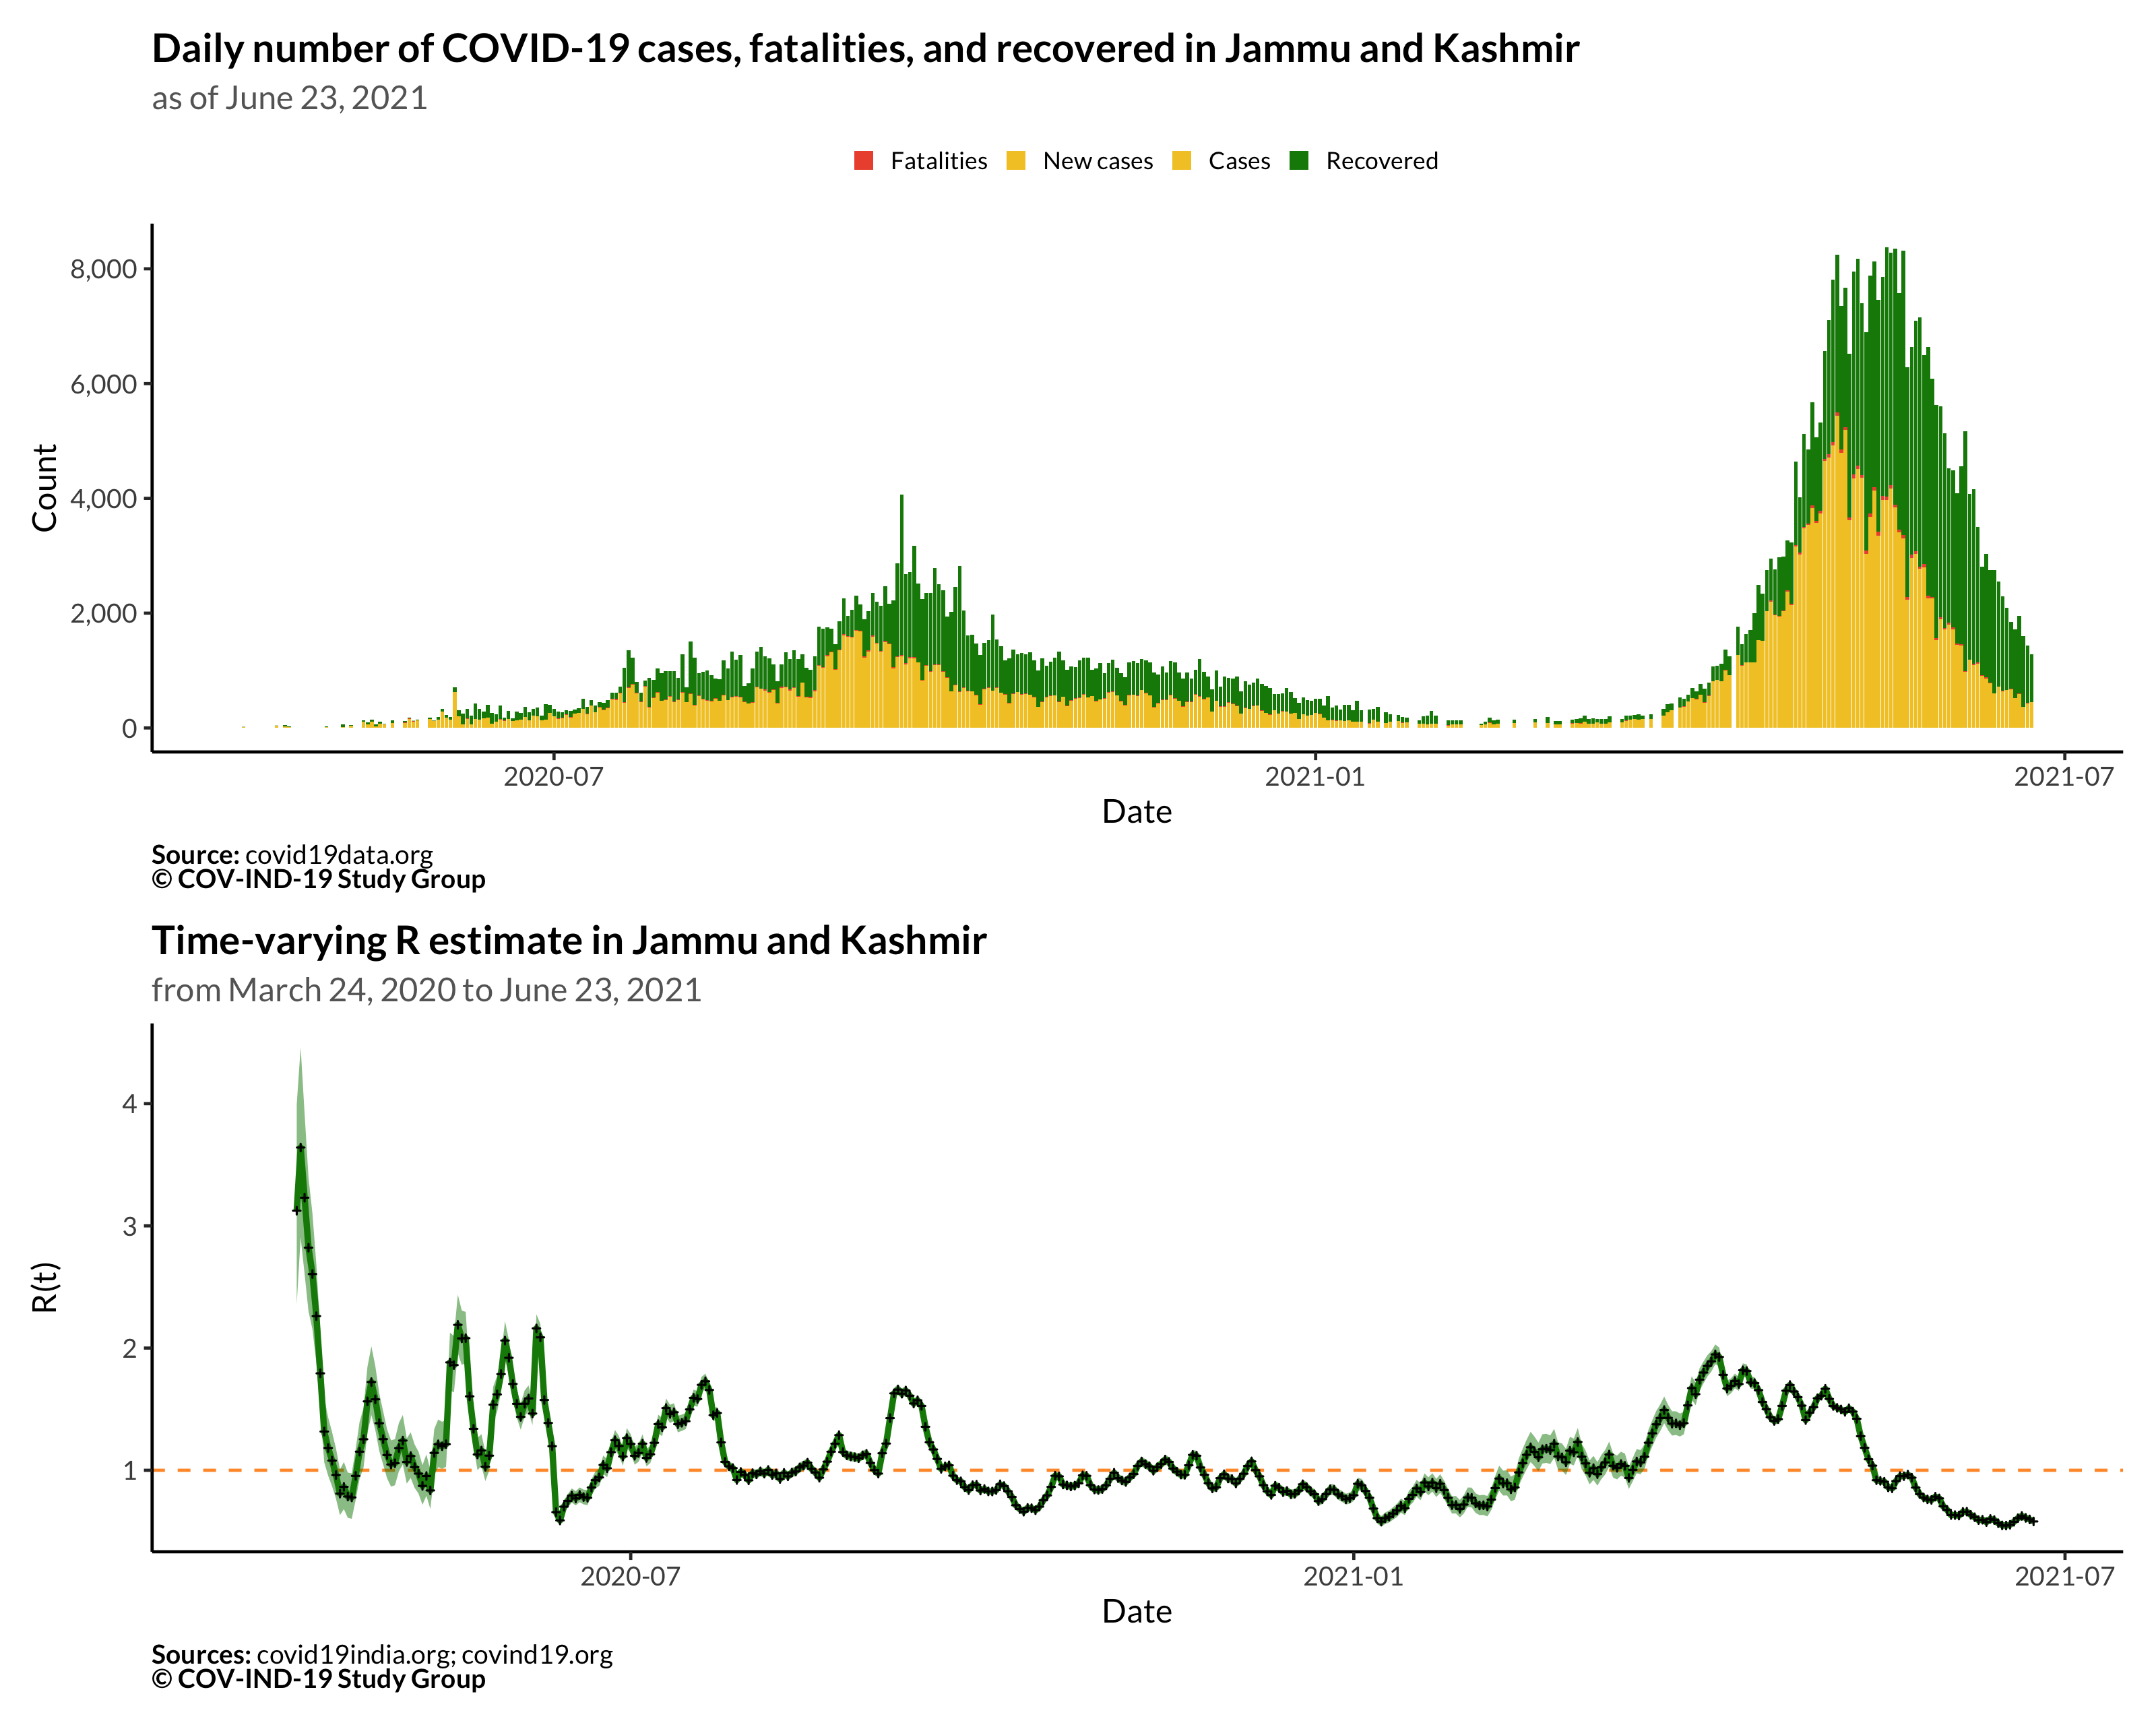 Daily number of COVID-19 cases, fatalities, and recovered in Jammu and Kashmir
as of June 23, 2021
Fatalities New cases Cases Recovered
Count
8,000
6,000
4,000
2,000
0
2020-07 2021-01 2021-07
Date
Source: covid19data.org
© COV-IND-19 Study Group
Time-varying R estimate in Jammu and Kashmir
from March 24, 2020 to June 23, 2021
R(t)
4
3
2
1
2020-07 2021-01 2021-07
Date
Sources: covid19india.org; covind19.org
© COV-IND-19 Study Group